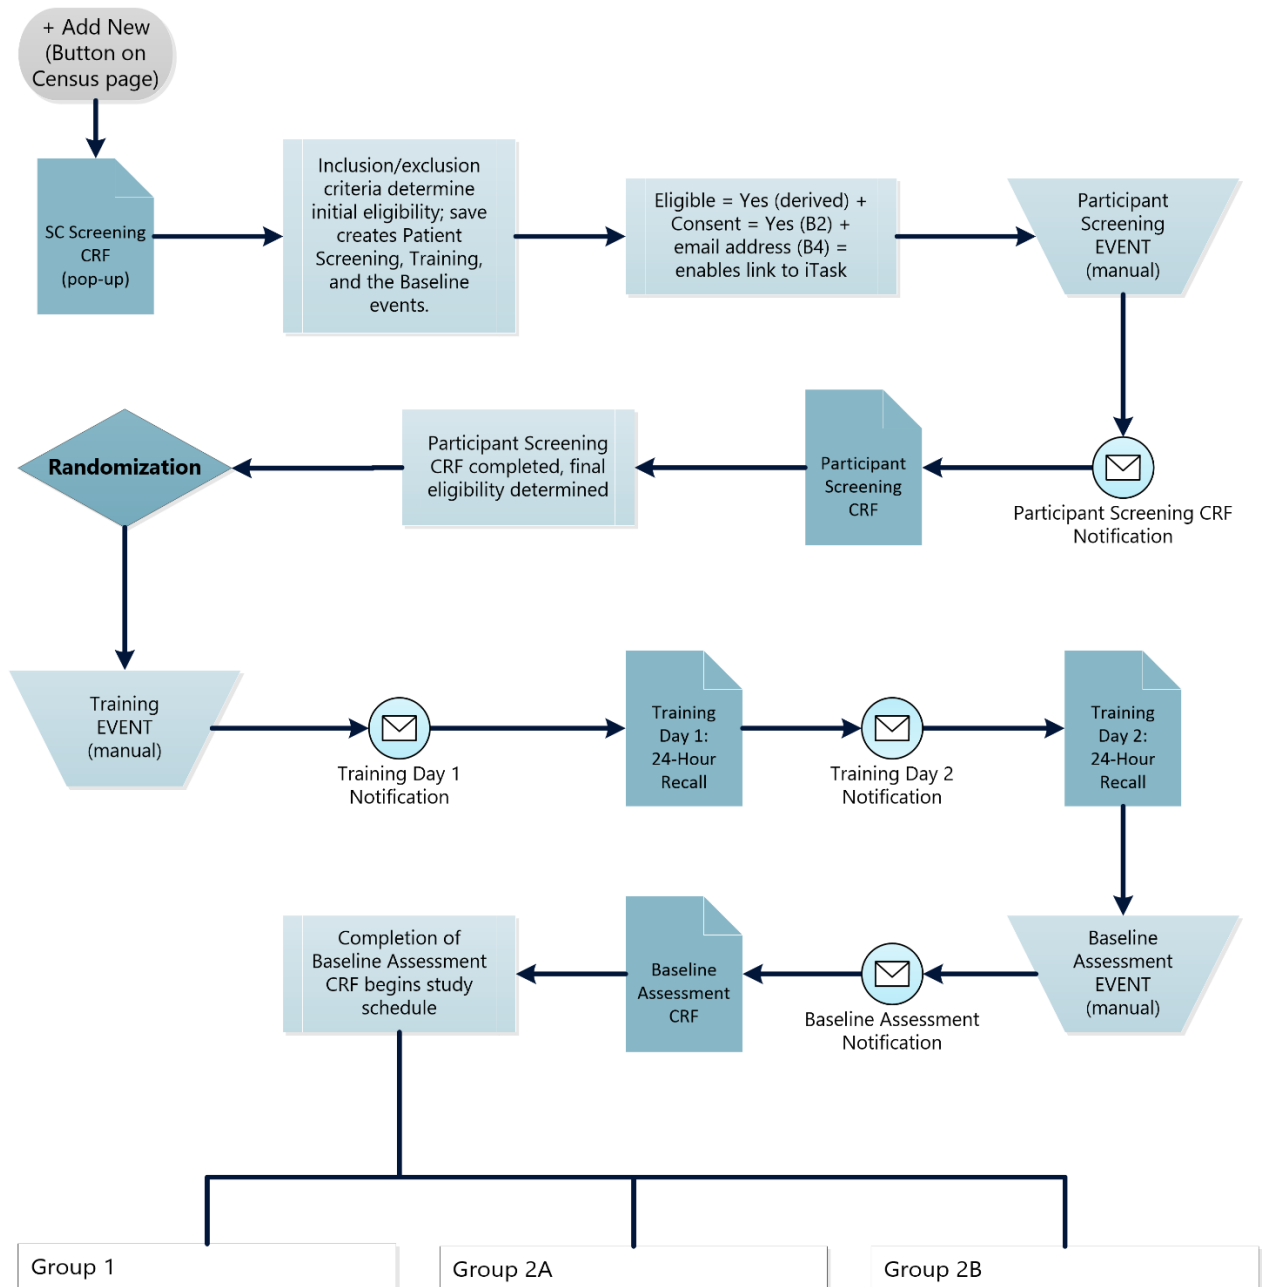 + Add New
(Button on
Census page)
SC Screening
CRF
(pop-up)
Inclusion/exclusion
criteria determine
initial eligibility; save
creates Patient
Screening, Training,
and the Baseline
events.
Eligible = Yes (derived) +
Consent = Yes (B2) +
email address (B4) =
enables link to iTask
Participant
Screening
EVENT
(manual)
Participant Screening CRF
Notification
Participant
Screening
CRF
Participant Screening
CRF completed, final
eligibility determined
Randomization
Training
EVENT
(manual)
Training Day 1
Notification
Training
Day 1:
24-Hour
Recall
Training Day 2
Notification
Training
Day 2:
24-Hour
Recall
Baseline
Assessment
EVENT
(manual)
Baseline Assessment
Notification
Baseline
Assessment
CRF
Completion of
Baseline Assessment
CRF begins study
schedule
Group 1
Group 2A
Group 2B